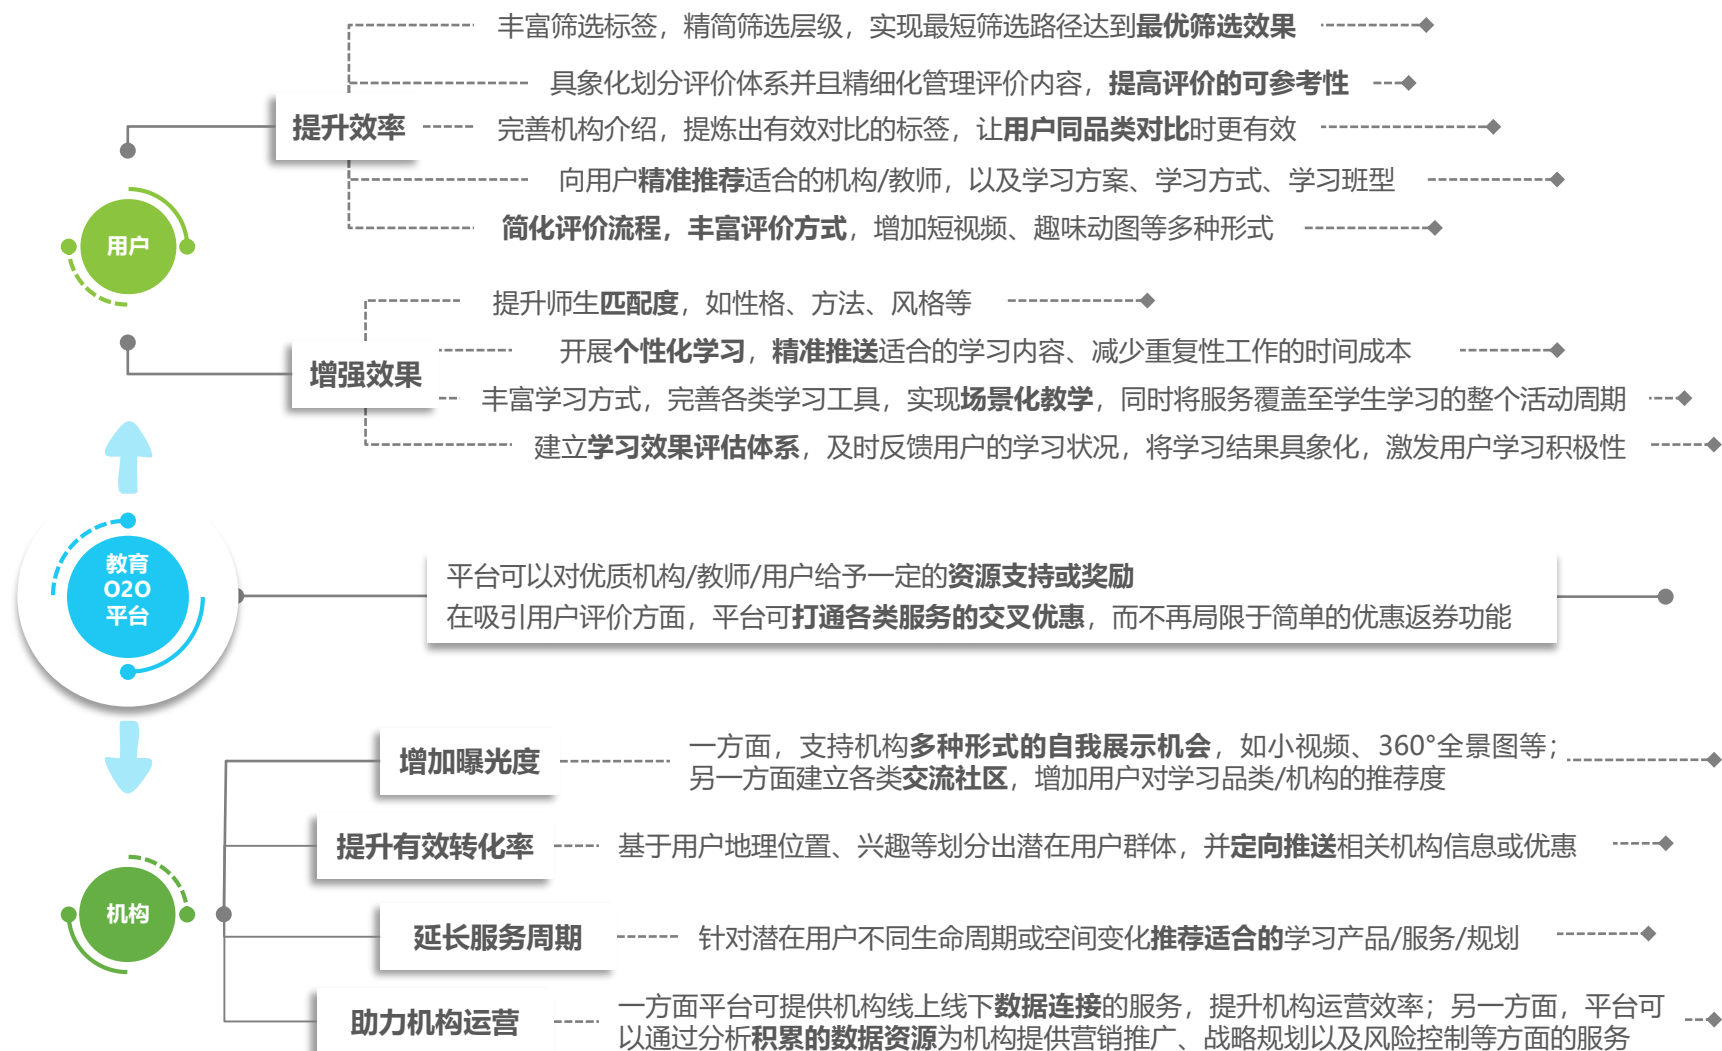 丰富筛选标签，精简筛选层级，实现最短筛选路径达到最优筛选效果
具象化划分评价体系并且精细化管理评价内容，提高评价的可参考性
提升效率
完善机构介绍，提炼出有效对比的标签，让用户同品类对比时更有效
向用户精准推荐适合的机构/教师，以及学习方案、学习方式、学习班型
简化评价流程，丰富评价方式，增加短视频、趣味动图等多种形式
用户
提升师生匹配度，如性格、方法、风格等
开展个性化学习，精准推送适合的学习内容、减少重复性工作的时间成本
增强效果
丰富学习方式，完善各类学习工具，实现场景化教学，同时将服务覆盖至学生学习的整个活动周期
建立学习效果评估体系，及时反馈用户的学习状况，将学习结果具象化，激发用户学习积极性
教育
O2O
平台
平台可以对优质机构/教师/用户给予一定的资源支持或奖励
在吸引用户评价方面，平台可打通各类服务的交叉优惠，而不再局限于简单的优惠返券功能
增加曝光度
一方面，支持机构多种形式的自我展示机会，如小视频、360°全景图等；
另一方面建立各类交流社区，增加用户对学习品类/机构的推荐度
提升有效转化率
基于用户地理位置、兴趣等划分出潜在用户群体，并定向推送相关机构信息或优惠
机构
延长服务周期
针对潜在用户不同生命周期或空间变化推荐适合的学习产品/服务/规划
助力机构运营
一方面平台可提供机构线上线下数据连接的服务，提升机构运营效率；另一方面，平台可
以通过分析积累的数据资源为机构提供营销推广、战略规划以及风险控制等方面的服务